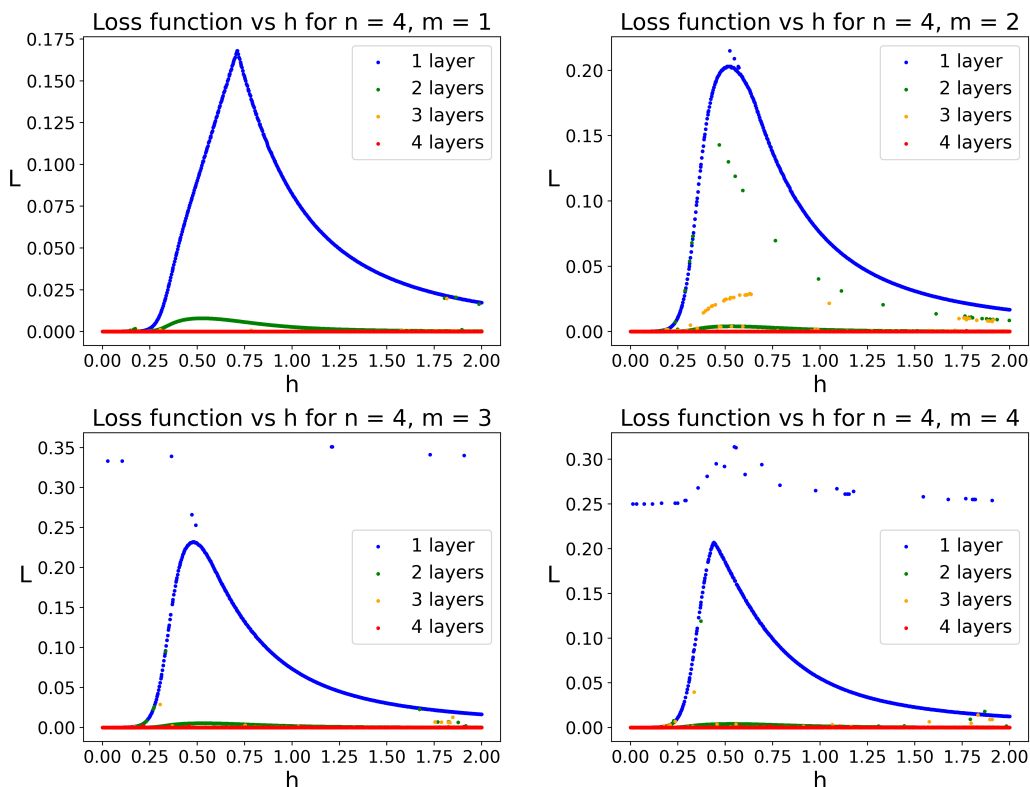 Loss function vs h for n = 4, m = 1
0.175
0.150
0.125
0.100
0.075
0.050
0.025
0.000
L
1 layer
2 layers
3 layers
4 layers
0.00 0.25 0.50 0.75 1.00 1.25 1.50 1.75 2.00
h
Loss function vs h for n = 4, m = 2
0.20
0.15
0.10
0.05
0.00
L
1 layer
2 layers
3 layers
4 layers
0.00 0.25 0.50 0.75 1.00 1.25 1.50 1.75 2.00
h
Loss function vs h for n = 4, m = 3
0.35
0.30
0.25
0.20
0.15
0.10
0.05
0.00
L
1 layer
2 layers
3 layers
4 layers
0.00 0.25 0.50 0.75 1.00 1.25 1.50 1.75 2.00
h
Loss function vs h for n = 4, m = 4
0.30
0.25
0.20
0.15
0.10
0.05
0.00
L
1 layer
2 layers
3 layers
4 layers
0.00 0.25 0.50 0.75 1.00 1.25 1.50 1.75 2.00
h